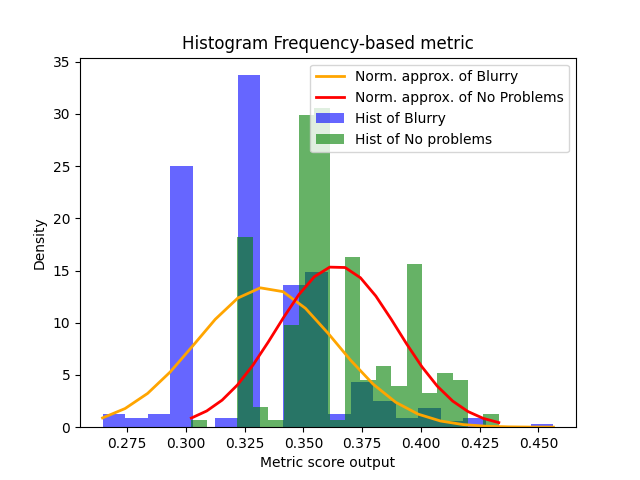 Histogram Frequency-based metric
Norm. approx. of Blurry
Norm. approx. of No Problems
Hist of Blurry
Hist of No problems
35
30
25
20
15
10
5
0
Density
0.275 0.300 0.325 0.350 0.375 0.400 0.425 0.450
Metric score output